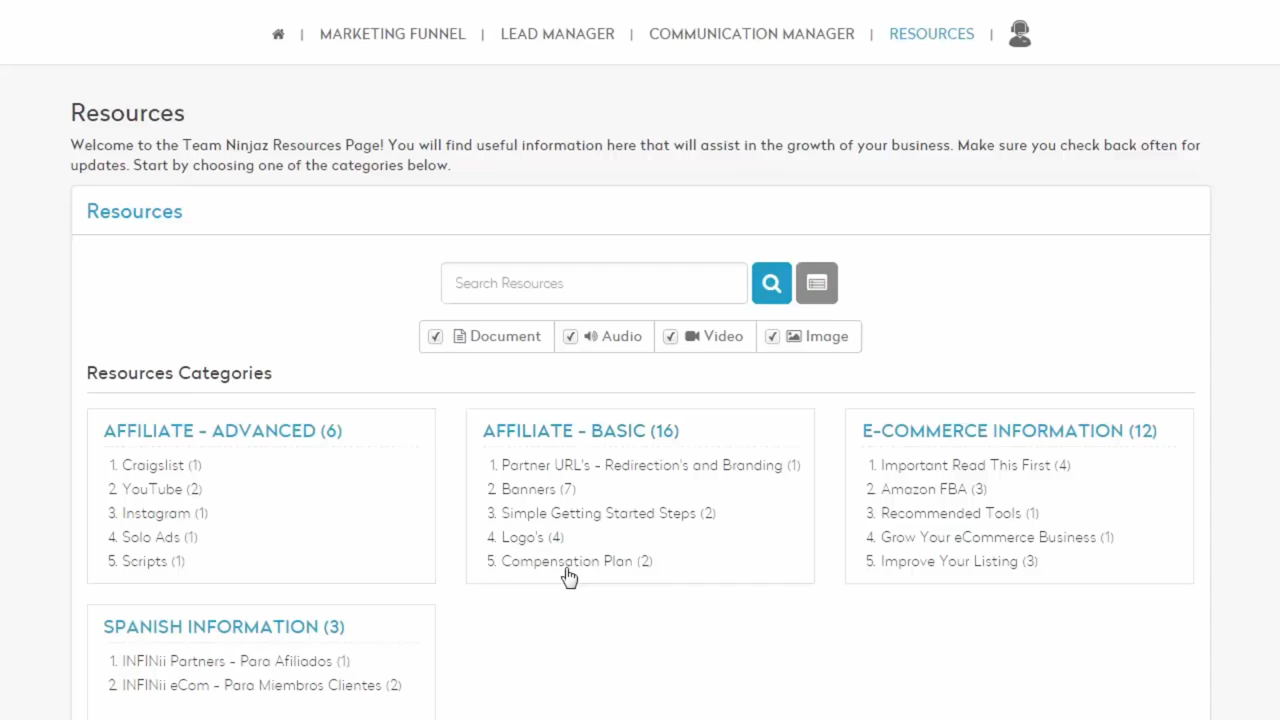 MARKETING FUNNEL | LEAD MANAGER | COMMUNICATION MANAGER | RESOURCES |
Resources
Welcome to the Team Ninjaz Resources Page! You will find useful information here that will assist in the growth of your business. Make sure you check back often for
updates. Start by choosing one of the categories below.
Resources
Search Resources
Document Audio Video Image
Resources Categories
AFFILIATE - ADVANCED (6)
1. Craigslist (1)
2. YouTube (2)
3. Instagram (1)
4. Solo Ads (1)
5. Scripts (1)
AFFILIATE - BASIC (16)
1. Partner URL's - Redirection's and Branding (1)
2. Banners (7)
3. Simple Getting Started Steps (2)
4. Logo's (4)
5. Compensation Plan (2)
E-COMMERCE INFORMATION (12)
1. Important Read This First (4)
2. Amazon FBA (3)
3. Recommended Tools (1)
4. Grow Your eCommerce Business (1)
5. Improve Your Listing (3)
SPANISH INFORMATION (3)
1. INFINii Partners - Para Afiliados (1)
2. INFINii eCom - Para Miembros Clientes (2)